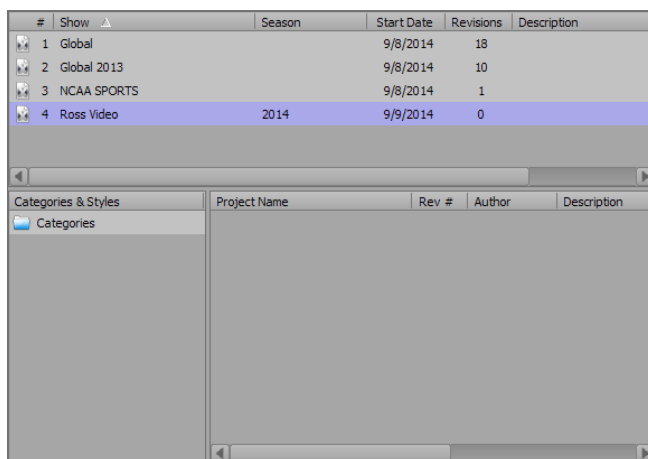 # Show Season Start Date Revisions Description
1 Global 9/8/2014 18
2 Global 2013 9/8/2014 10
3 NCAA SPORTS 9/8/2014 1
4 Ross Video 2014 9/9/2014 0
Categories & Styles Project Name Rev # Author Description
Categories